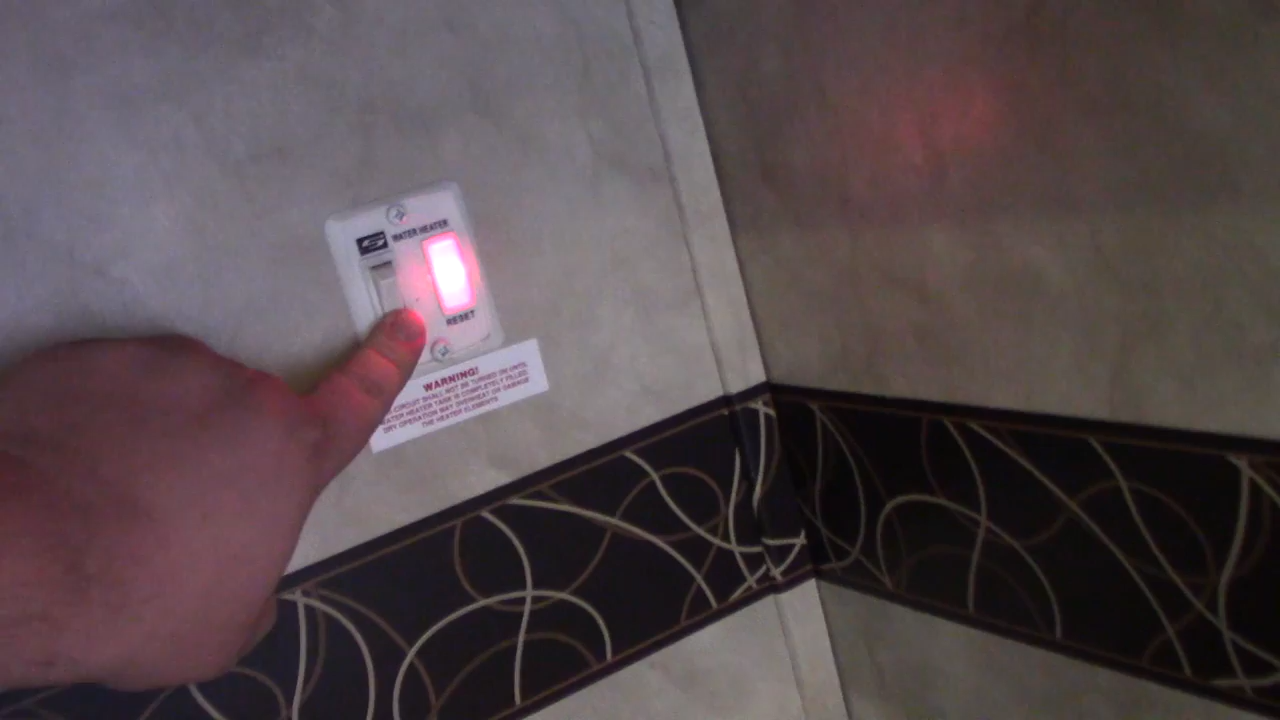 WATER HEATER
RESET
WARNING!
CIRCUIT SHALL NOT BE TURNED ON UNTIL
WATER HEATER TANK IS COMPLETELY FILLED.
DRY OPERATION MAY OVERHEAT OR DAMAGE
THE HEATER ELEMENTS